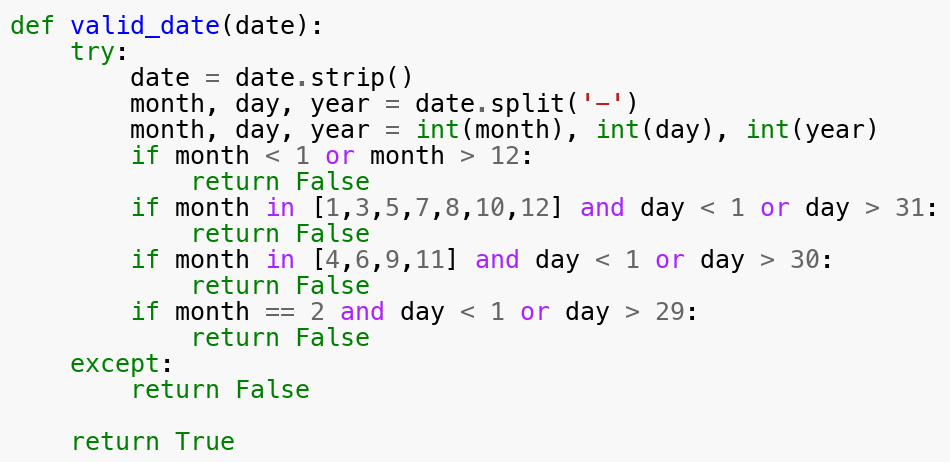 def valid_date(date):
    try:
        date = date.strip()
        month, day, year = date.split('-')
        month, day, year = int(month), int(day), int(year)
        if month < 1 or month > 12:
            return False
        if month in [1,3,5,7,8,10,12] and day < 1 or day > 31:
            return False
        if month in [4,6,9,11] and day < 1 or day > 30:
            return False
        if month == 2 and day < 1 or day > 29:
            return False
    except:
        return False

    return True